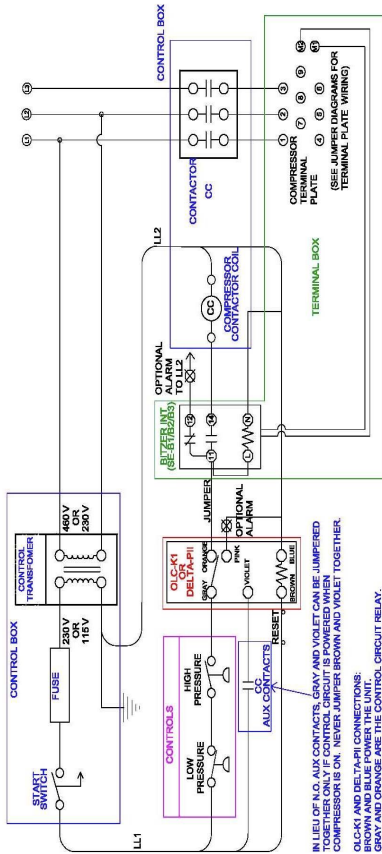 CONTROL BOX
START
SWITCH
FUSE
230V
OR
115V
CONTROL
TRANSFOMER
460V
OR
230V
L1
L2
L3
LL1
LL2
CONTROLS
LOW
PRESSURE
HIGH
PRESSURE
CC
AUX CONTACTS
RESET
OLC-K1
OR
DELTA-PII
GRAY
ORANGE
PINK
VIOLET
BROWN
BLUE
OPTIONAL
ALARM
JUMPER
BITZER INT
(SE-B1/B2/B3)
11
12
14
L
N
OPTIONAL
ALARM
TO LL2
CC
COMPRESSOR
CONTACTOR COIL
CONTACTOR
CC
CONTROL BOX
1
2
3
4
5
6
7
8
9
M2
M1
COMPRESSOR
TERMINAL
PLATE
(SEE JUMPER DIAGRAMS FOR
TERMINAL PLATE WIRING)
TERMINAL BOX
IN LIEU OF N.O. AUX CONTACTS, GRAY AND VIOLET CAN BE JUMPERED
TOGETHER ONLY IF CONTROL CIRCUIT IS POWERED WHEN
COMPRESSOR IS ON. NEVER JUMPER BROWN AND VIOLET TOGETHER.
OLC-K1 AND DELTA-PII CONNECTIONS:
BROWN AND BLUE POWER THE UNIT.
GRAY AND ORANGE ARE THE CONTROL CIRCUIT RELAY.